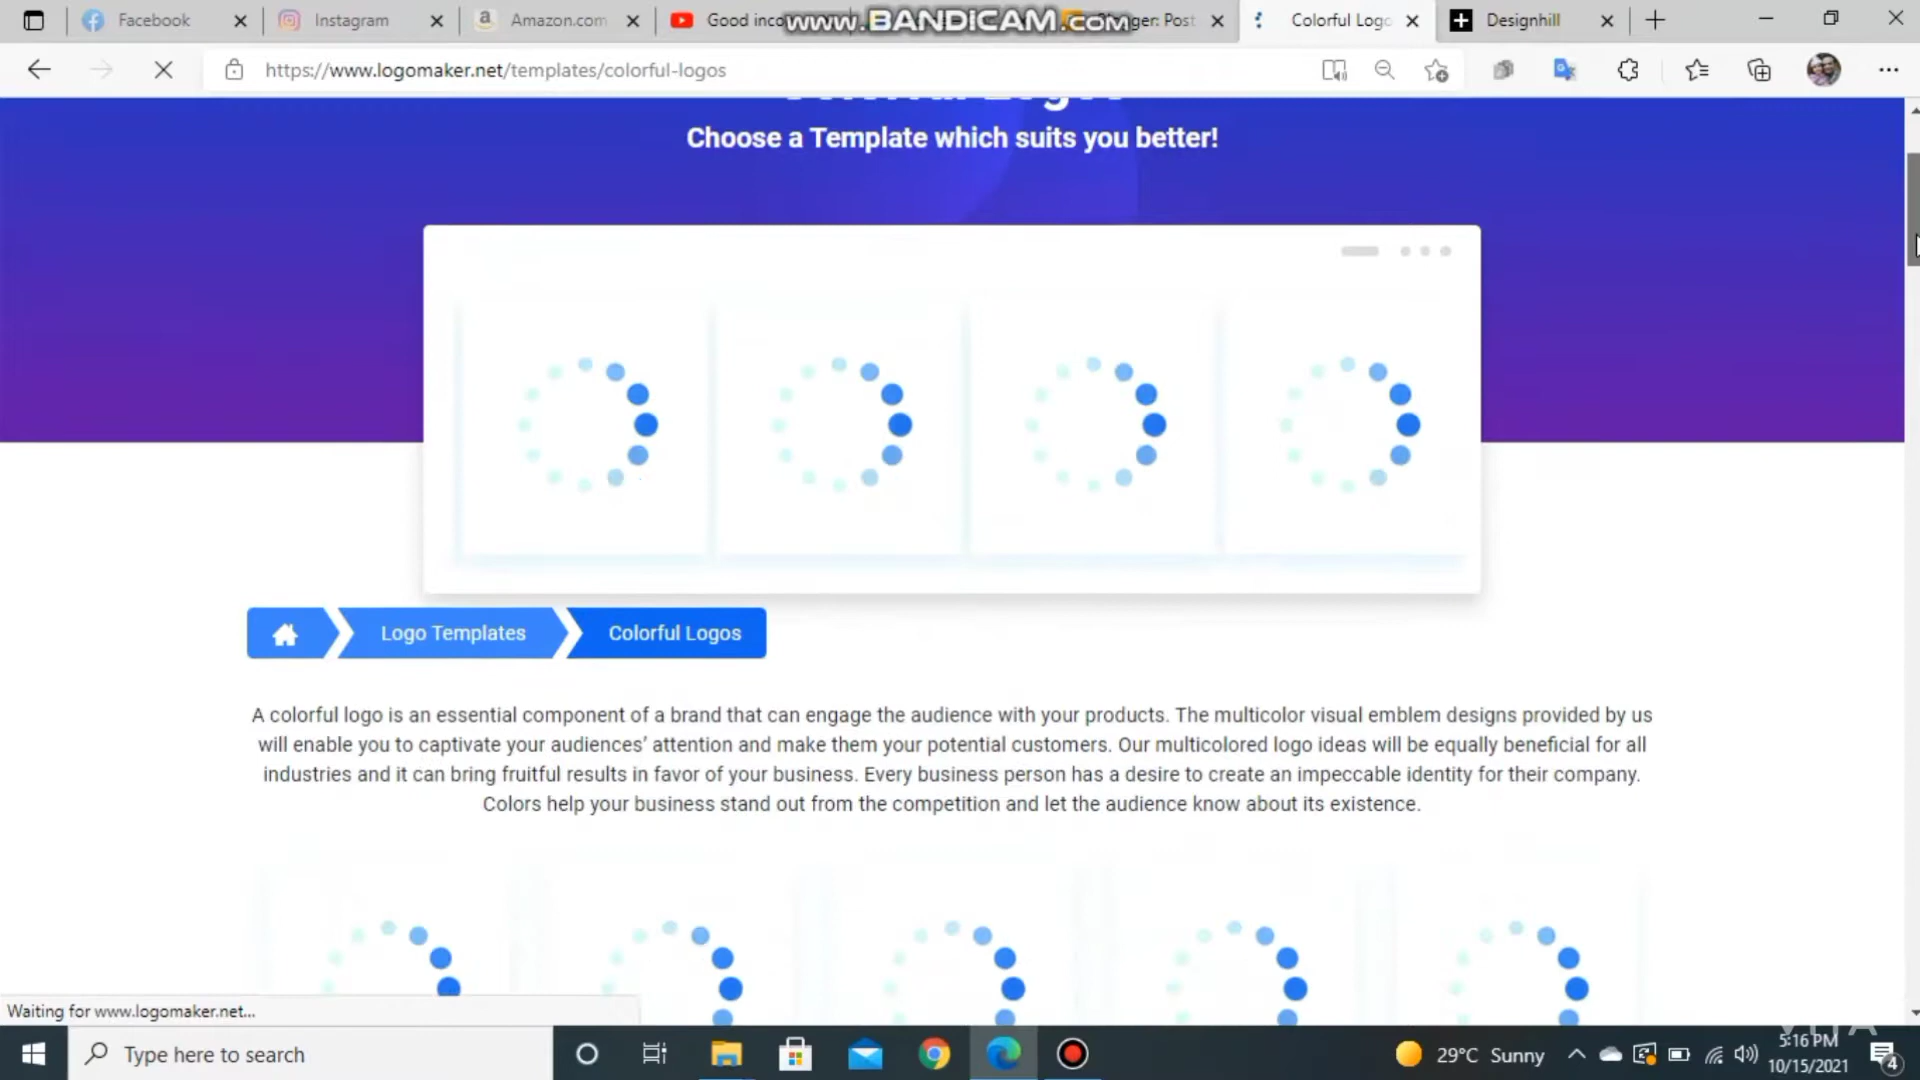 Facebook
Instagram
Amazon.com
Good inco
www.BANDICAM.com
ger: Post
Colorful Logo
Designhill
https://www.logomaker.net/templates/colorful-logos
Choose a Template which suits you better!
Logo Templates
Colorful Logos
A colorful logo is an essential component of a brand that can engage the audience with your products. The multicolor visual emblem designs provided by us
will enable you to captivate your audiences’ attention and make them your potential customers. Our multicolored logo ideas will be equally beneficial for all
industries and it can bring fruitful results in favor of your business. Every business person has a desire to create an impeccable identity for their company.
Colors help your business stand out from the competition and let the audience know about its existence.
Waiting for www.logomaker.net...
Type here to search
29°C Sunny
5:16 PM
10/15/2021
4